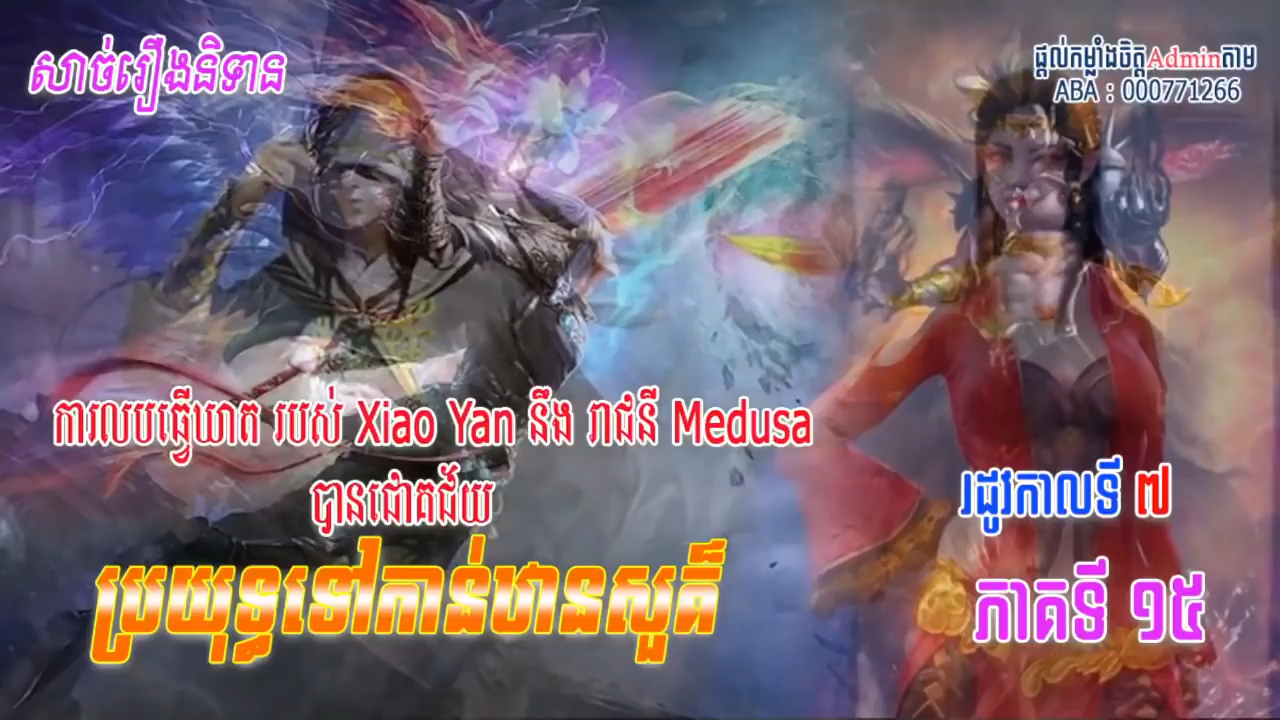 សាច់រឿងនិទាន
ផ្តល់កម្លាំងចិត្តAdminតាម
ABA : 000771266
ការលបធ្វើឃាត របស់ Xiao Yan នឹង រាជនី Medusa
បានជោគជ័យ
ប្រយុទ្ធទៅកាន់ឋានសួគ៌
រដូវកាលទី ៧
ភាគទី ១៥